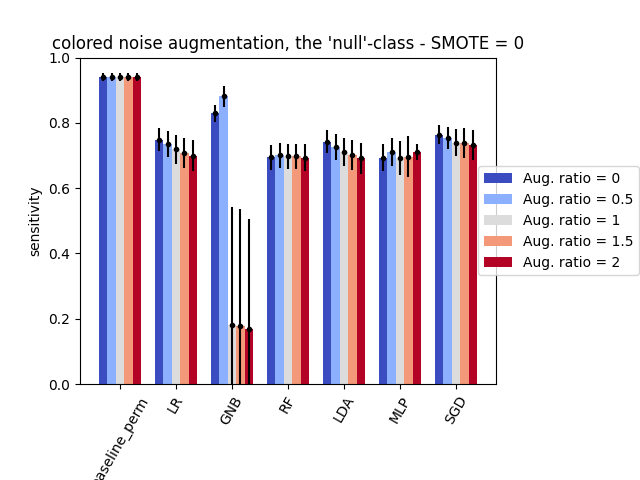 colored noise augmentation, the 'null'-class - SMOTE = 0
1.0
0.8
0.6
0.4
0.2
0.0
sensitivity
Aug. ratio = 0
Aug. ratio = 0.5
Aug. ratio = 1
Aug. ratio = 1.5
Aug. ratio = 2
aseline_perm
LR
GNB
RF
LDA
MLP
SGD